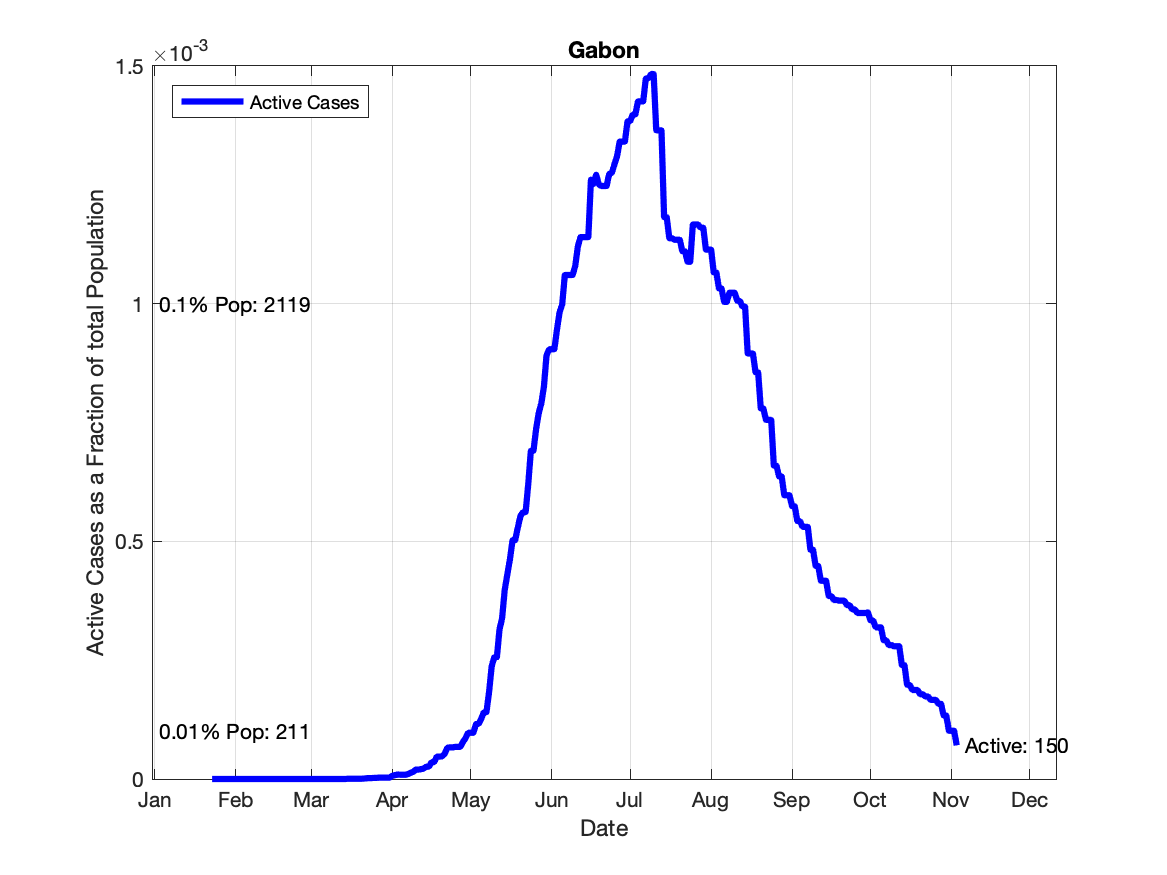 Gabon
×10-3
1.5
Active Cases
1
0.1% Pop: 2119
0.5
0.01% Pop: 211
Active: 150
0
Jan Feb Mar Apr May Jun Jul Aug Sep Oct Nov Dec
Date
Active Cases as a Fraction of total Population